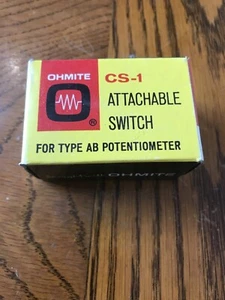 OHMITE
CS-1
®
ATTACHABLE
SWITCH
FOR TYPE AB POTENTIOMETER
OHMITE